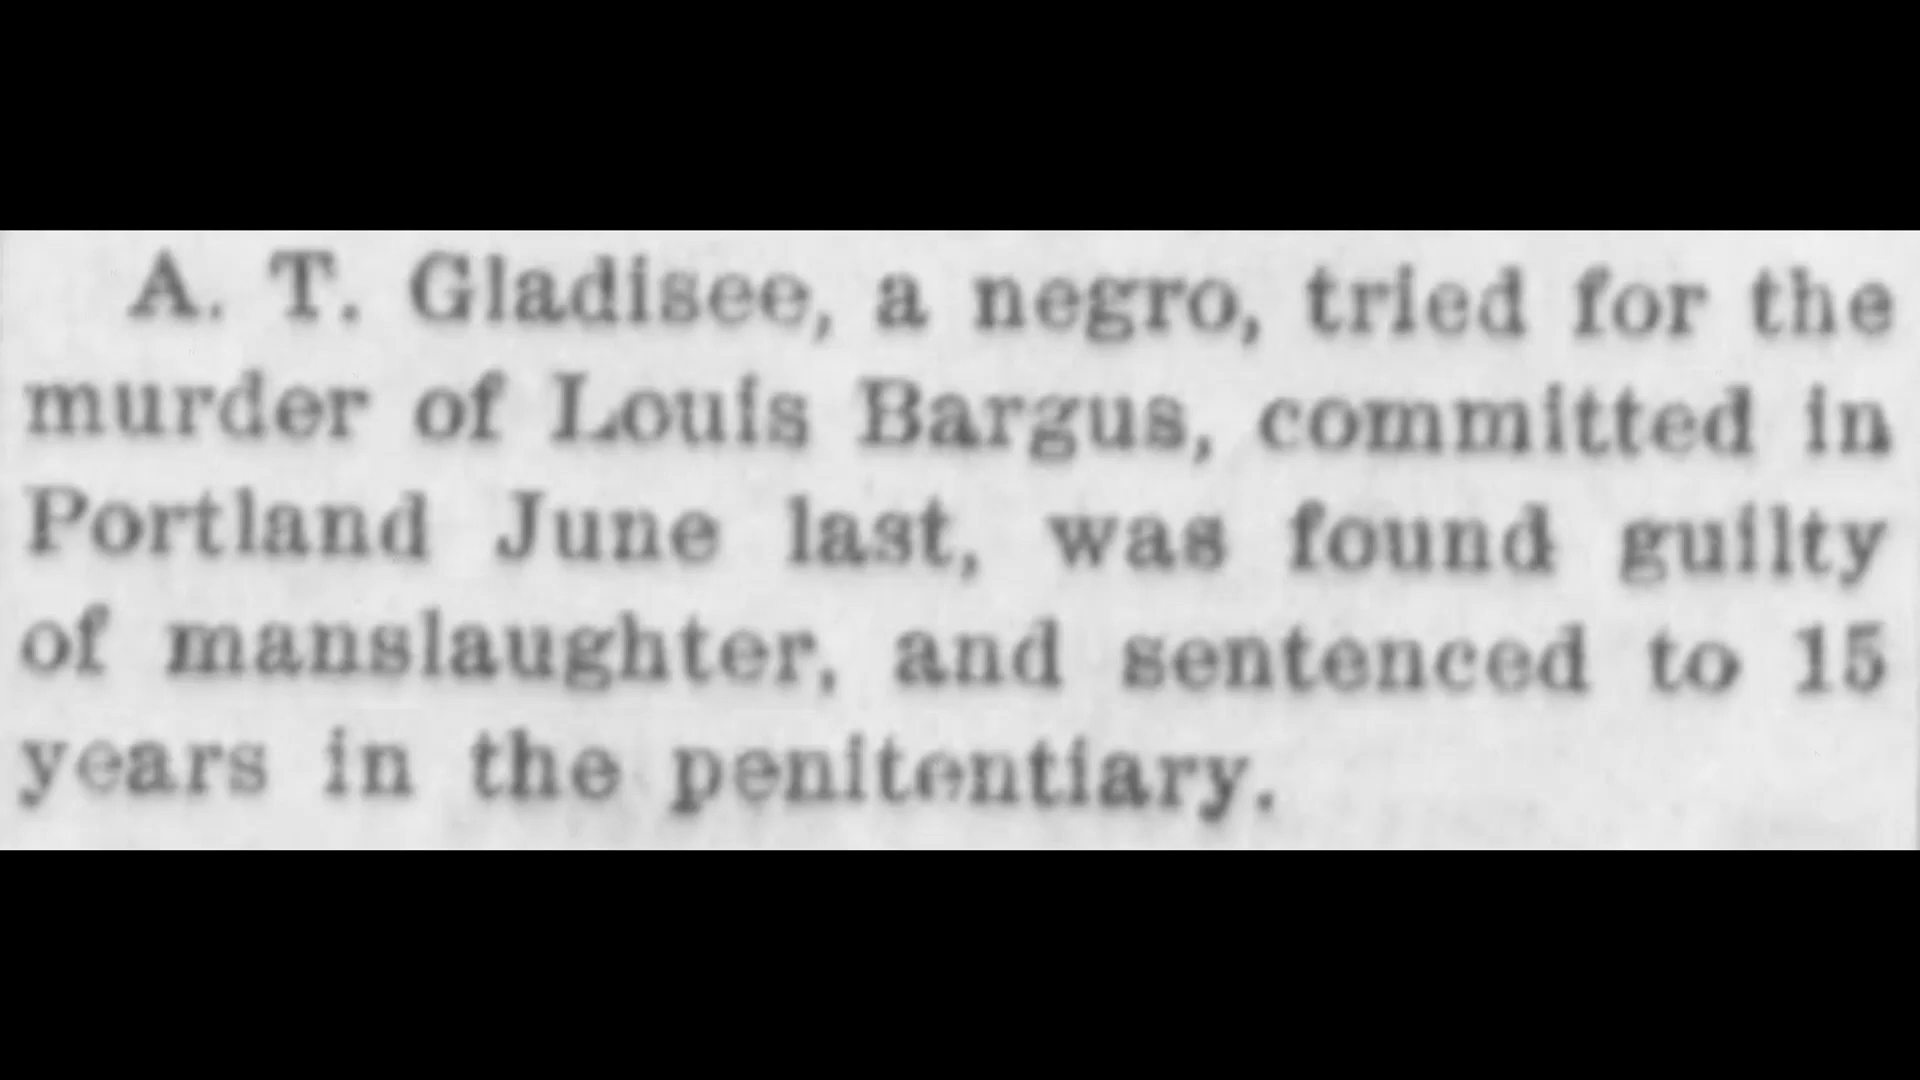 A. T. Gladisee, a negro, tried for the
murder of Louis Bargus, committed in
Portland June last, was found guilty
of manslaughter, and sentenced to 15
years in the penitentiary.